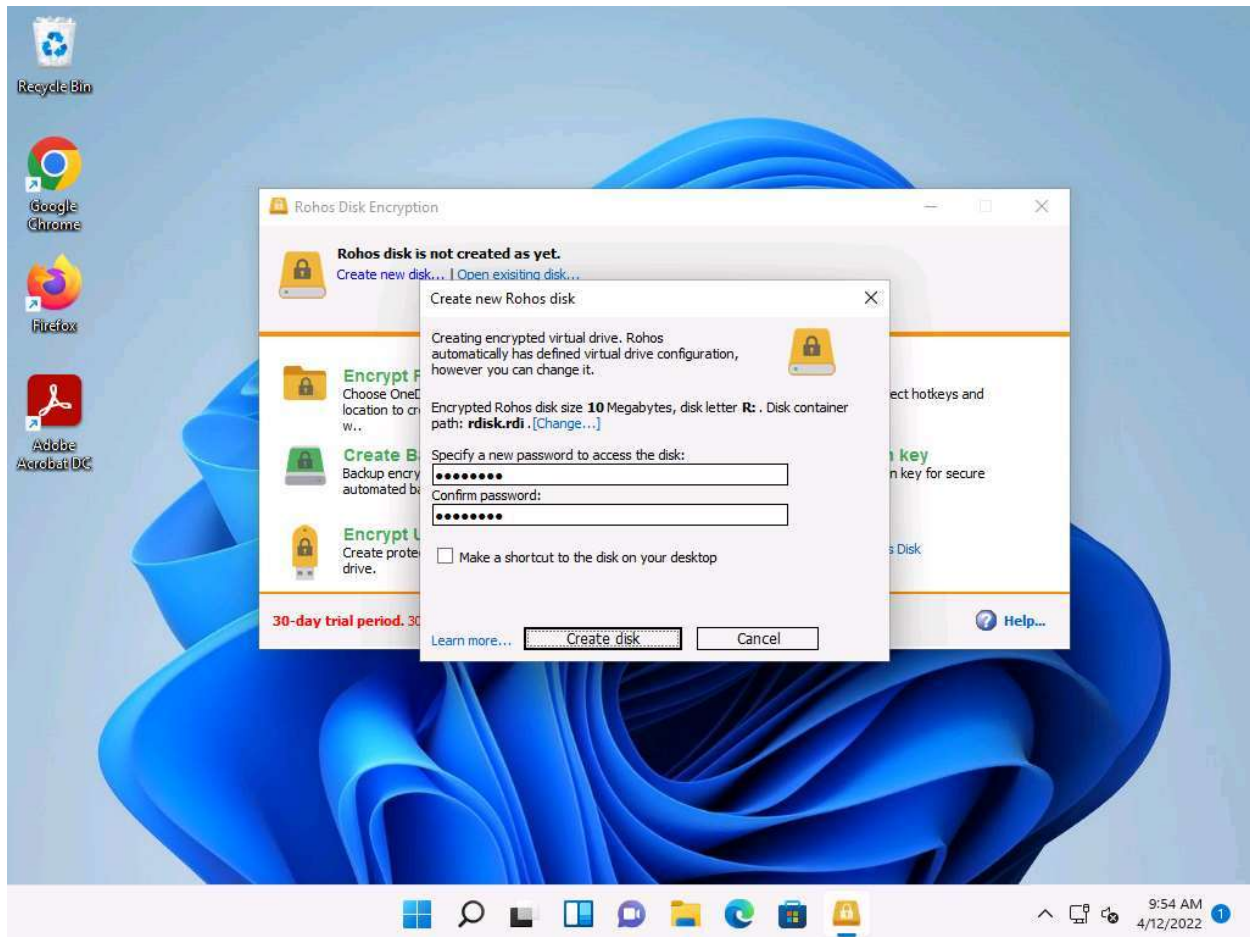 Recycle Bin
Google
Chrome
Firefox
Adobe
Acrobat DC
Rohos Disk Encryption
Rohos disk is not created as yet.
Create new disk... | Open exisiting disk...
Create new Rohos disk
Creating encrypted virtual drive. Rohos
automatically has defined virtual drive configuration,
however you can change it.
Encrypted Rohos disk size 10 Megabytes, disk letter R: . Disk container
path: rdisk.rdi .[Change...]
Specify a new password to access the disk:
Confirm password:
Make a shortcut to the disk on your desktop
Learn more...
Create disk
Cancel
Encrypt
Choose
location to
w..
Create
Backup
automated
Encrypt
Create
drive.
hotkeys and
key
key for secure
Disk
30-day trial period.
Help...
9:54 AM
4/12/2022
1